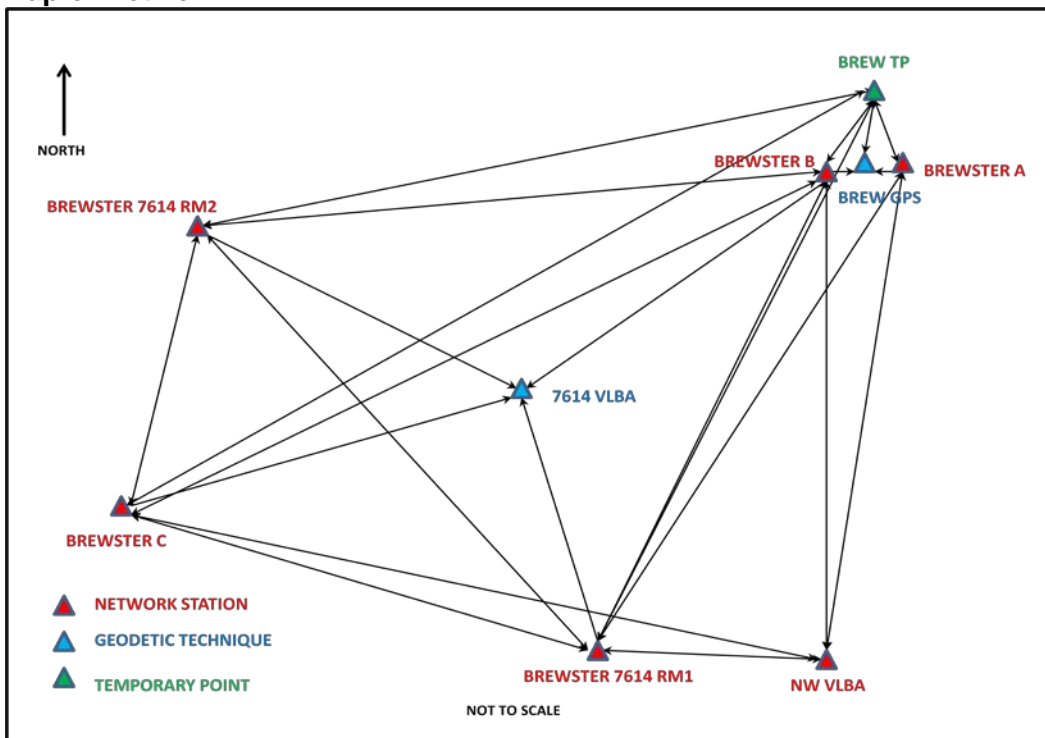 BREW TP
NORTH
BREWSTER B
BREWSTER A
BREW GPS
BREWSTER 7614 RM2
7614 VLBA
BREWSTER C
NETWORK STATION
GEODETIC TECHNIQUE
TEMPORARY POINT
BREWSTER 7614 RM1
NW VLBA
NOT TO SCALE